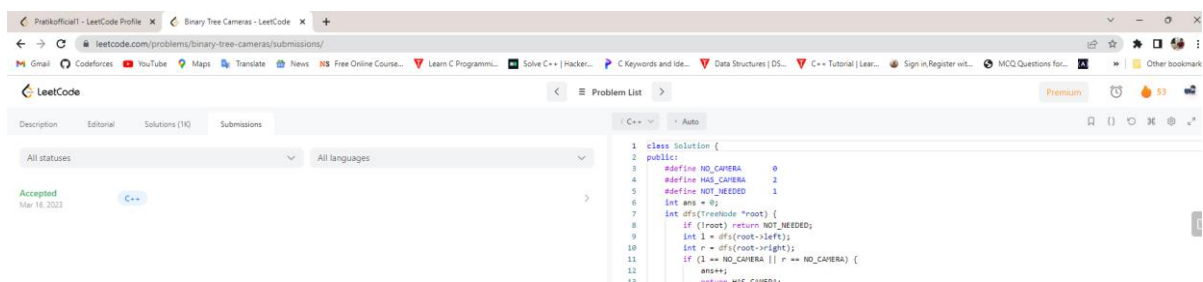 Pratikofficial1 - LeetCode Profile
Binary Tree Cameras - LeetCode
leetcode.com/problems/binary-tree-cameras/submissions/
Gmail Codeforces YouTube Maps Translate News NS Free Online Course... Learn C Programmi... Solve C++ | Hacker... C Keywords and Ide... Data Structures | DS... C++ Tutorial | Lear... Sign in,Register wit... MCQ Questions for... Other bookmark
LeetCode Problem List Premium 53
Description Editorial Solutions (1K) Submissions
C++ Auto
All statuses All languages
Accepted
Mar 16, 2023
C++
1 class Solution {
2 public:
3 #define NO_CAMERA 0
4 #define HAS_CAMERA 2
5 #define NOT_NEEDED 1
6 int ans = 0;
7 int dfs(TreeNode *root) {
8 if (!root) return NOT_NEEDED;
9 int l = dfs(root->left);
10 int r = dfs(root->right);
11 if (l == NO_CAMERA || r == NO_CAMERA) {
12 ans++;
13 return HAS_CAMERA;